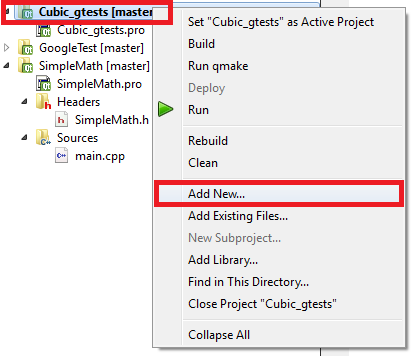 Cubic_gtests [master
Cubic_gtests.pro
GoogleTest [master]
SimpleMath [master]
SimpleMath.pro
Headers
SimpleMath.h
Sources
main.cpp
Set "Cubic_gtests" as Active Project
Build
Run qmake
Deploy
Run
Rebuild
Clean
Add New...
Add Existing Files...
New Subproject...
Add Library...
Find in This Directory...
Close Project "Cubic_gtests"
Collapse All